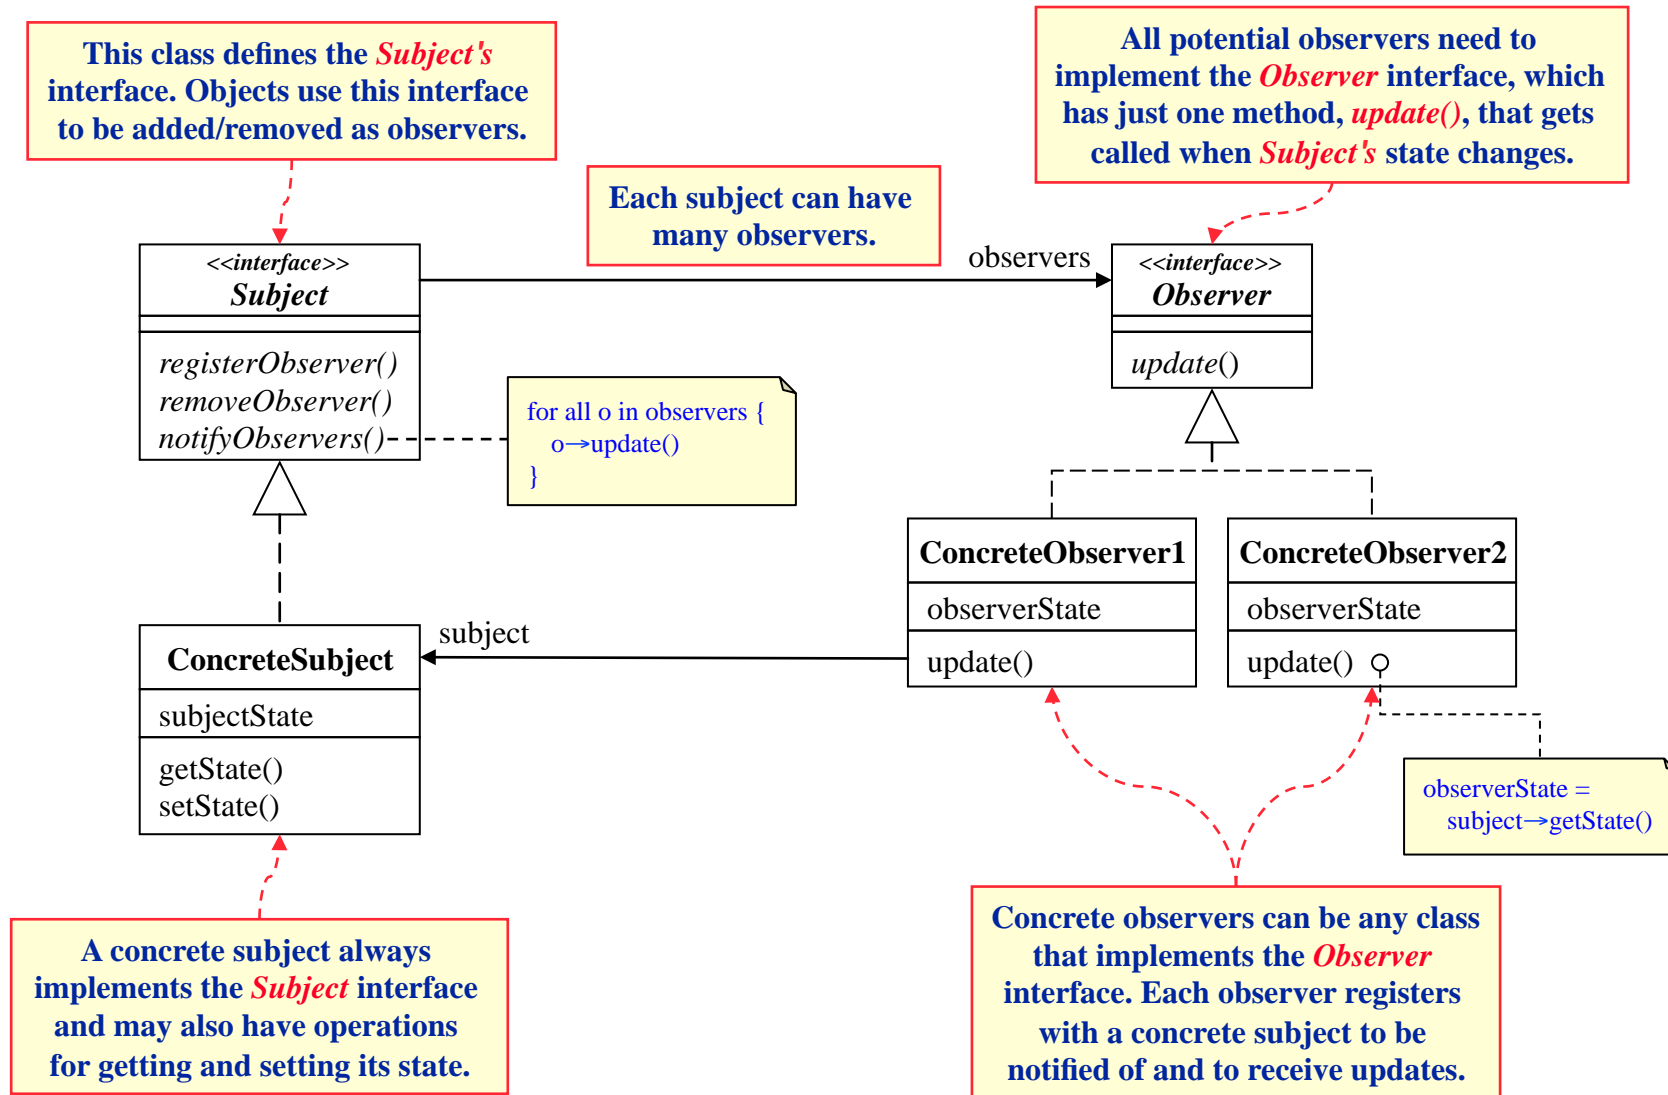 This class defines the Subject's
interface. Objects use this interface
to be added/removed as observers.
All potential observers need to
implement the Observer interface, which
has just one method, update(), that gets
called when Subject's state changes.
Each subject can have
many observers.
<<interface>>
Subject
registerObserver()
removeObserver()
notifyObservers()
observers
<<interface>>
Observer
update()
for all o in observers {
o→update()
}
ConcreteSubject
subjectState
getState()
setState()
subject
ConcreteObserver1
observerState
update()
ConcreteObserver2
observerState
update()
observerState =
subject→getState()
A concrete subject always
implements the Subject interface
and may also have operations
for getting and setting its state.
Concrete observers can be any class
that implements the Observer
interface. Each observer registers
with a concrete subject to be
notified of and to receive updates.